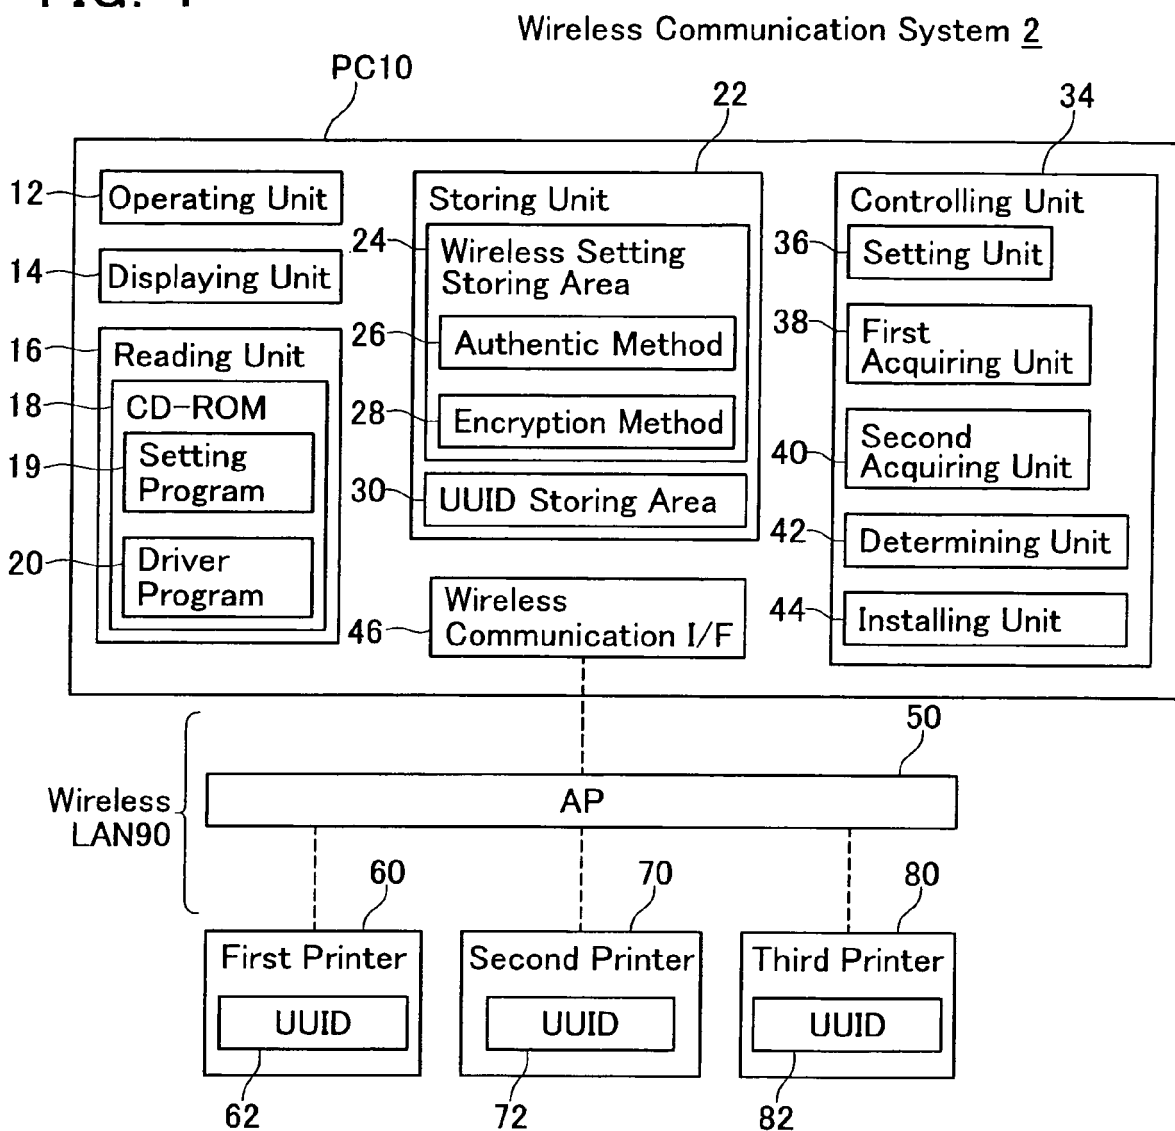 Wireless Communication System 2
PC10
22
34
12
Operating Unit
14
Displaying Unit
16
Reading Unit
18
CD-ROM
19
Setting
Program
20
Driver
Program
Storing Unit
24
Wireless Setting
Storing Area
26
Authentic Method
28
Encryption Method
30
UUID Storing Area
46
Wireless
Communication I/F
Controlling Unit
36
Setting Unit
38
First
Acquiring Unit
40
Second
Acquiring Unit
42
Determining Unit
44
Installing Unit
50
AP
Wireless
LAN90
60
First Printer
UUID
62
70
Second Printer
UUID
72
80
Third Printer
UUID
82